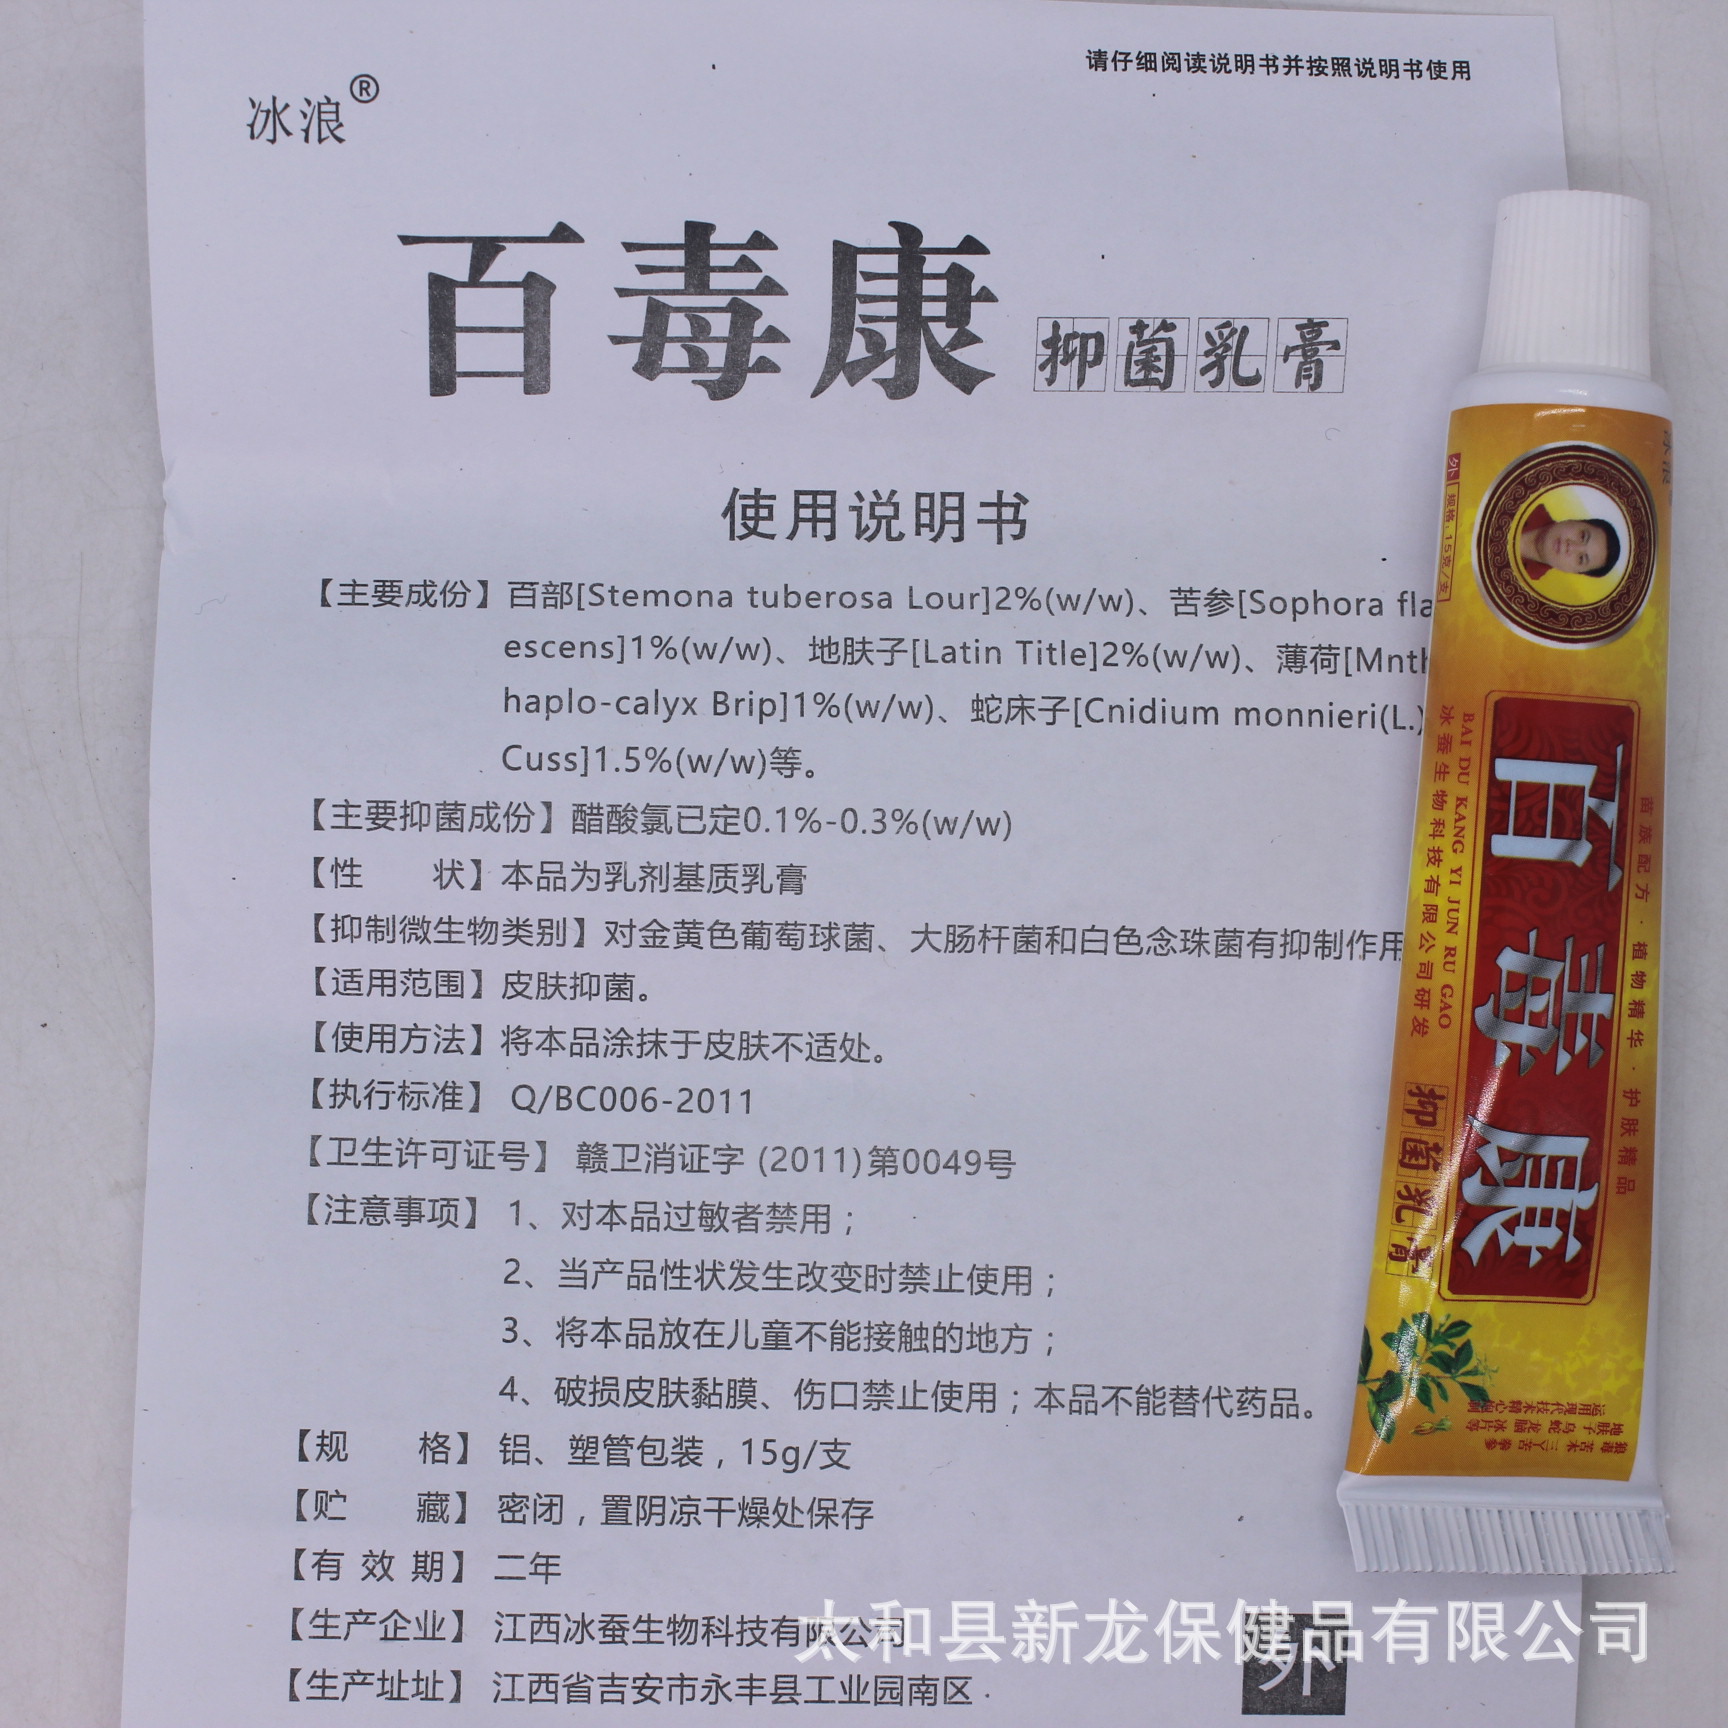 请仔细阅读说明书并按照说明书使用
冰浪®
百毒康
抑菌乳膏
使用说明书
【主要成份】百部[Stemona tuberosa Lour]2%(w/w)、苦参[Sophora fla
escens]1%(w/w)、地肤子[Latin Title]2%(w/w)、薄荷[Mnth
haplo-calyx Brip]1%(w/w)、蛇床子[Cnidium monnieri(L.)
Cuss]1.5%(w/w)等。
【主要抑菌成份】醋酸氯已定0.1%-0.3%(w/w)
【性 状】本品为乳剂基质乳膏
【抑制微生物类别】对金黄色葡萄球菌、大肠杆菌和白色念珠菌有抑制作用
【适用范围】皮肤抑菌。
【使用方法】将本品涂抹于皮肤不适处。
【执行标准】 Q/BC006-2011
【卫生许可证号】 赣卫消证字 (2011)第0049号
【注意事项】 1、对本品过敏者禁用；
2、当产品性状发生改变时禁止使用；
3、将本品放在儿童不能接触的地方；
4、破损皮肤黏膜、伤口禁止使用；本品不能替代药品。
【规 格】 铝、塑管包装，15g/支
【贮 藏】 密闭，置阴凉干燥处保存
【有 效 期】 二年
【生产企业】 江西冰蚕生物科技有限公司
【生产址址】 江西省吉安市永丰县工业园南区
外
太和县新龙保健品有限公司
冰浪
外
规格:15克/支
苗族配方·植物精华·护肤精品
百毒康
BAI DU KANG YI JUN RU GAO
冰蚕生物科技有限公司研发
抑菌乳膏